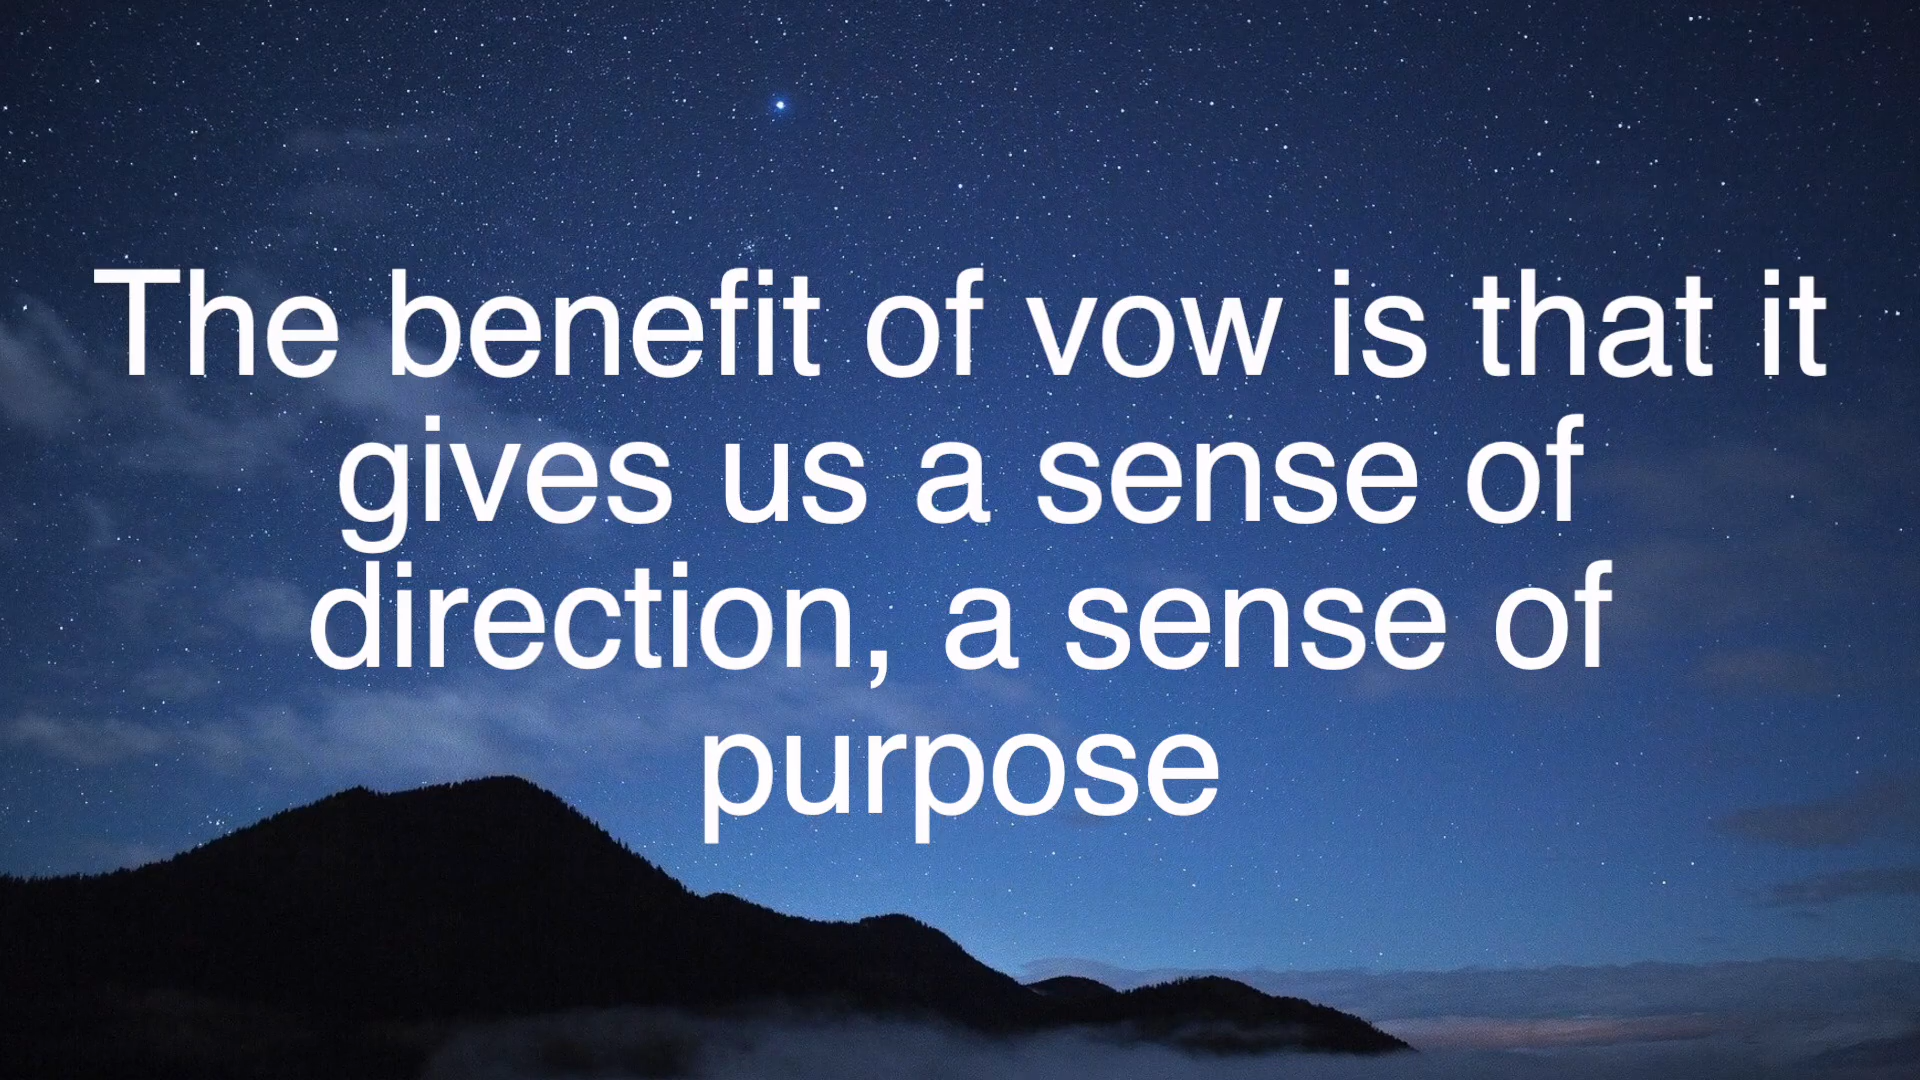 The benefit of vow is that it
gives us a sense of
direction, a sense of
purpose